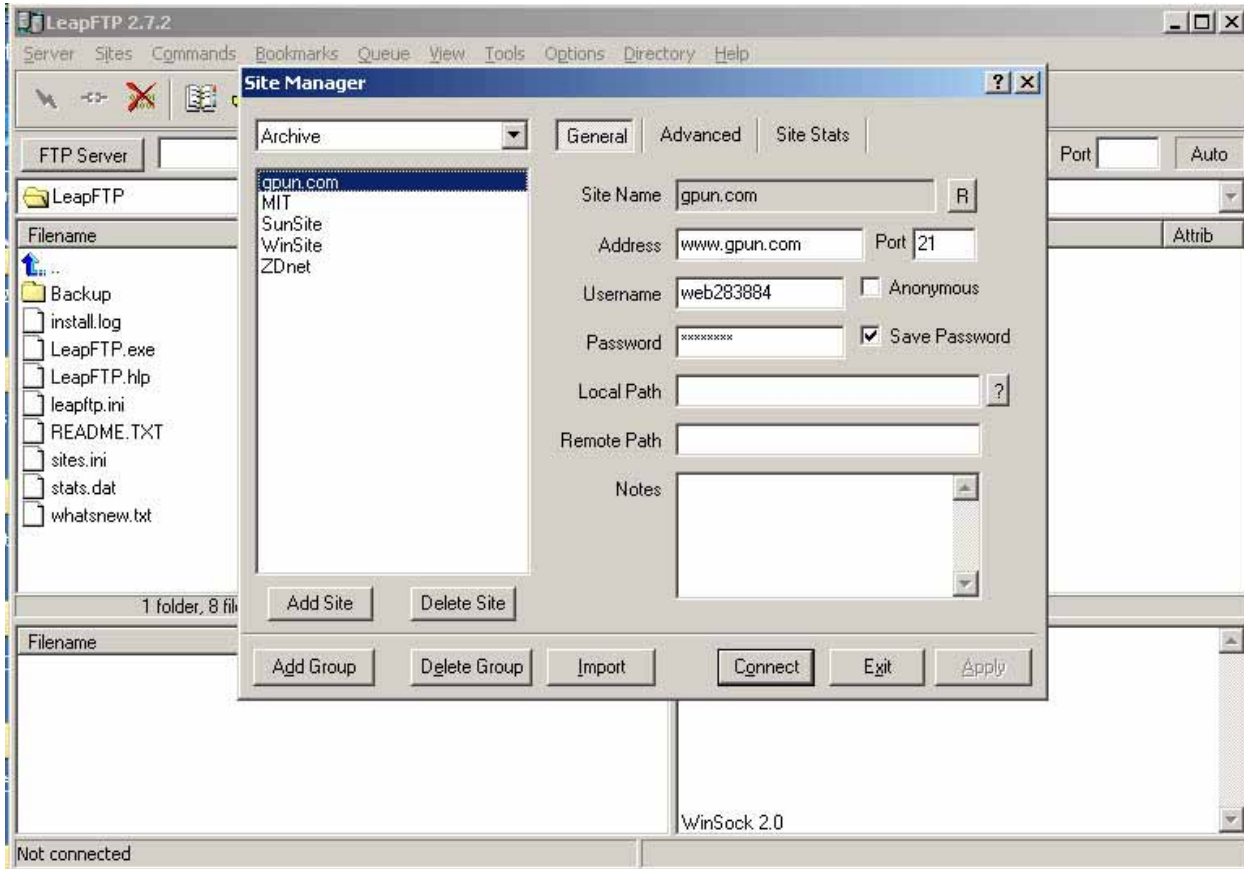 LeapFTP 2.7.2
Server Sites Commands Bookmarks Queue View Tools Options Directory Help
Site Manager
FTP Server
Port
Auto
LeapFTP
Filename
Attrib
..
Backup
install.log
LeapFTP.exe
LeapFTP.hlp
leapftp.ini
README.TXT
sites.ini
stats.dat
whatsnew.txt
1 folder, 8
Archive
gpun.com
MIT
SunSite
WinSite
ZDnet
Add Site Delete Site
General Advanced Site Stats
Site Name gpun.com R
Address www.gpun.com Port 21
Username web283884 Anonymous
Password ******** Save Password
Local Path ?
Remote Path
Notes
Add Group Delete Group Import Connect Exit Apply
Filename
WinSock 2.0
Not connected